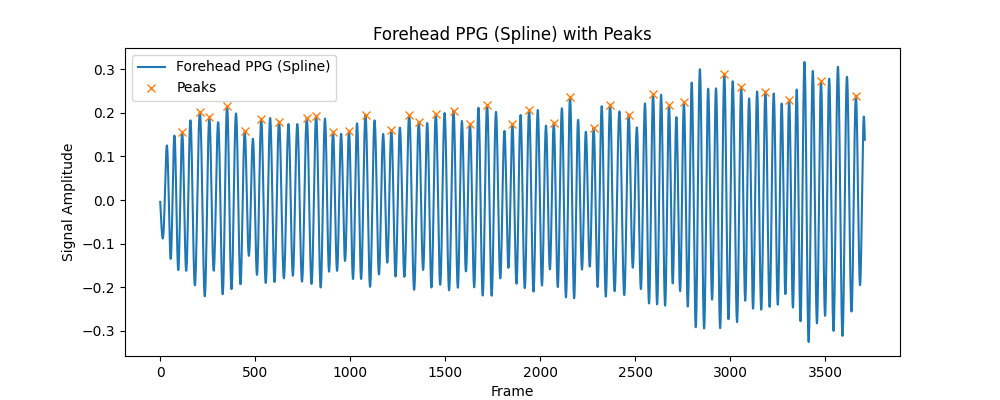 Forehead PPG (Spline) with Peaks
Forehead PPG (Spline)
Peaks
Signal Amplitude
0.3
0.2
0.1
0.0
−0.1
−0.2
−0.3
0 500 1000 1500 2000 2500 3000 3500
Frame